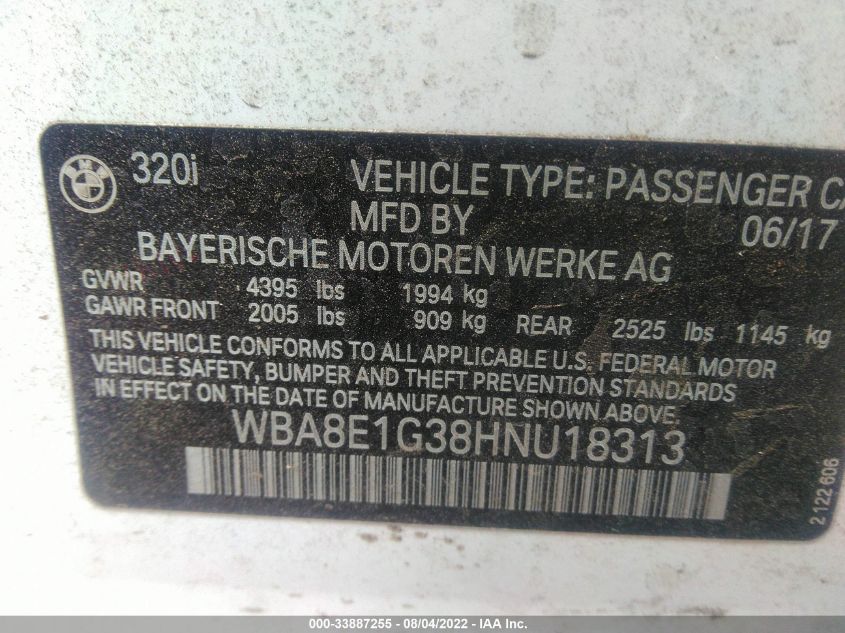 BMW
320i
VEHICLE TYPE: PASSENGER
MFD BY 06/17
BAYERISCHE MOTOREN WERKE AG
GVWR 4395 lbs 1994 kg
GAWR FRONT 2005 lbs 909 kg REAR 2525 lbs 1145 kg
THIS VEHICLE CONFORMS TO ALL APPLICABLE U.S. FEDERAL MOTOR
VEHICLE SAFETY, BUMPER AND THEFT PREVENTION STANDARDS
IN EFFECT ON THE DATE OF MANUFACTURE
WBA8E1G38HNU18313
2 122 606
000-33887255 - 08/04/2022 - © IAA, Inc.